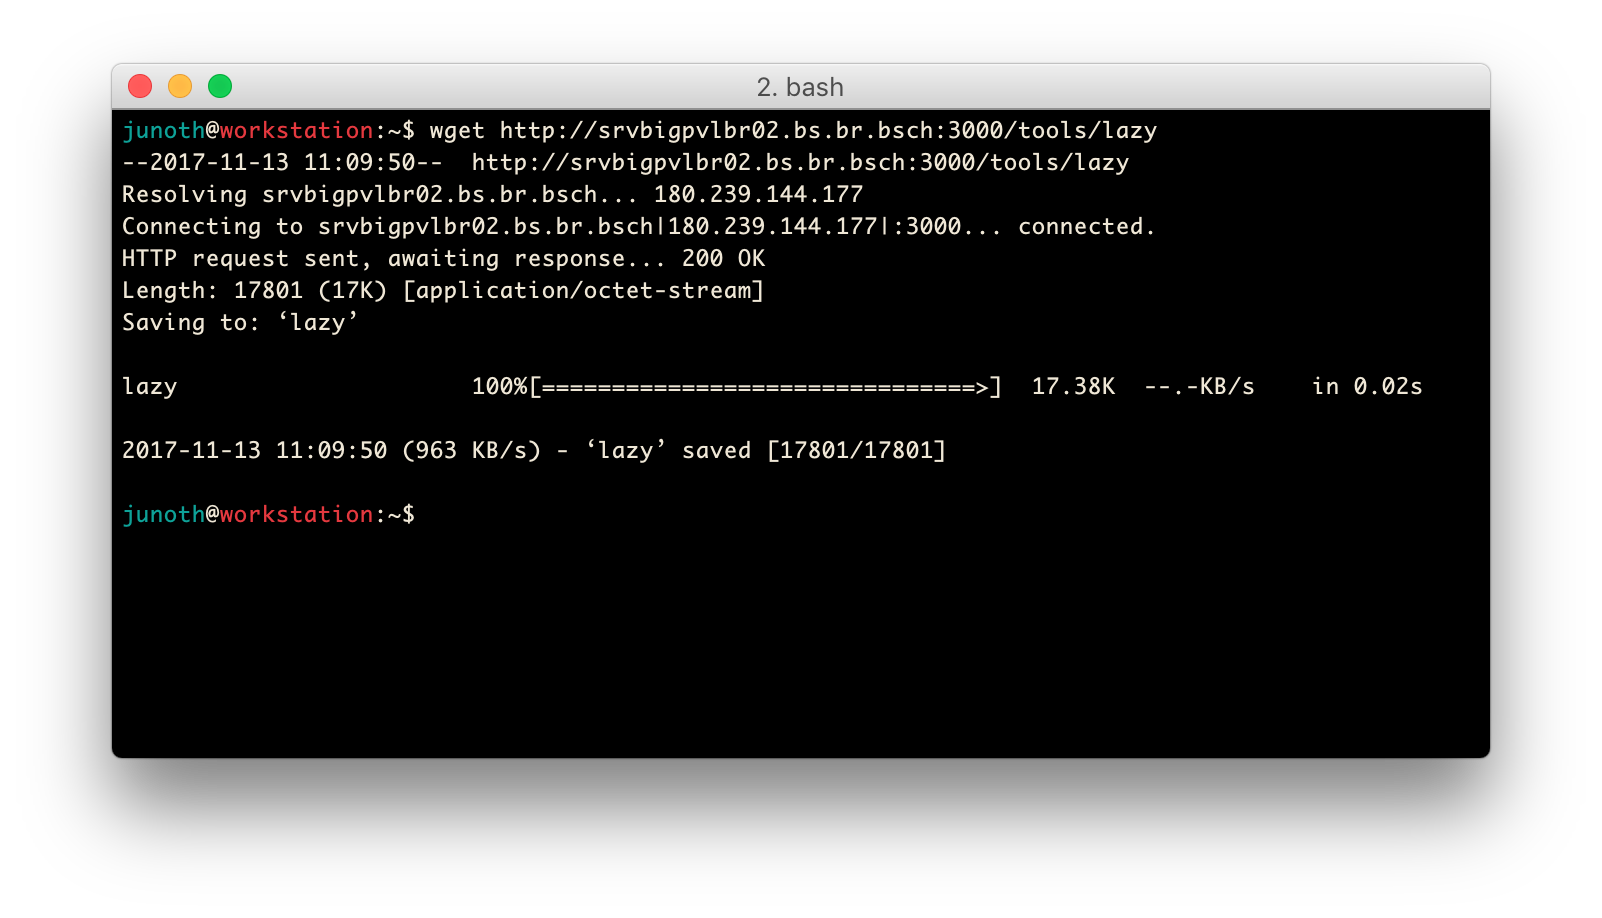 2. bash
junoth@workstation:~$ wget http://srvbigpvlbr02.bs.br.bsch:3000/tools/lazy
--2017-11-13 11:09:50--  http://srvbigpvlbr02.bs.br.bsch:3000/tools/lazy
Resolving srvbigpvlbr02.bs.br.bsch... 180.239.144.177
Connecting to srvbigpvlbr02.bs.br.bsch|180.239.144.177|:3000... connected.
HTTP request sent, awaiting response... 200 OK
Length: 17801 (17K) [application/octet-stream]
Saving to: ‘lazy’
lazy                     100%[===============================>]  17.38K  --.-KB/s    in 0.02s
2017-11-13 11:09:50 (963 KB/s) - ‘lazy’ saved [17801/17801]
junoth@workstation:~$